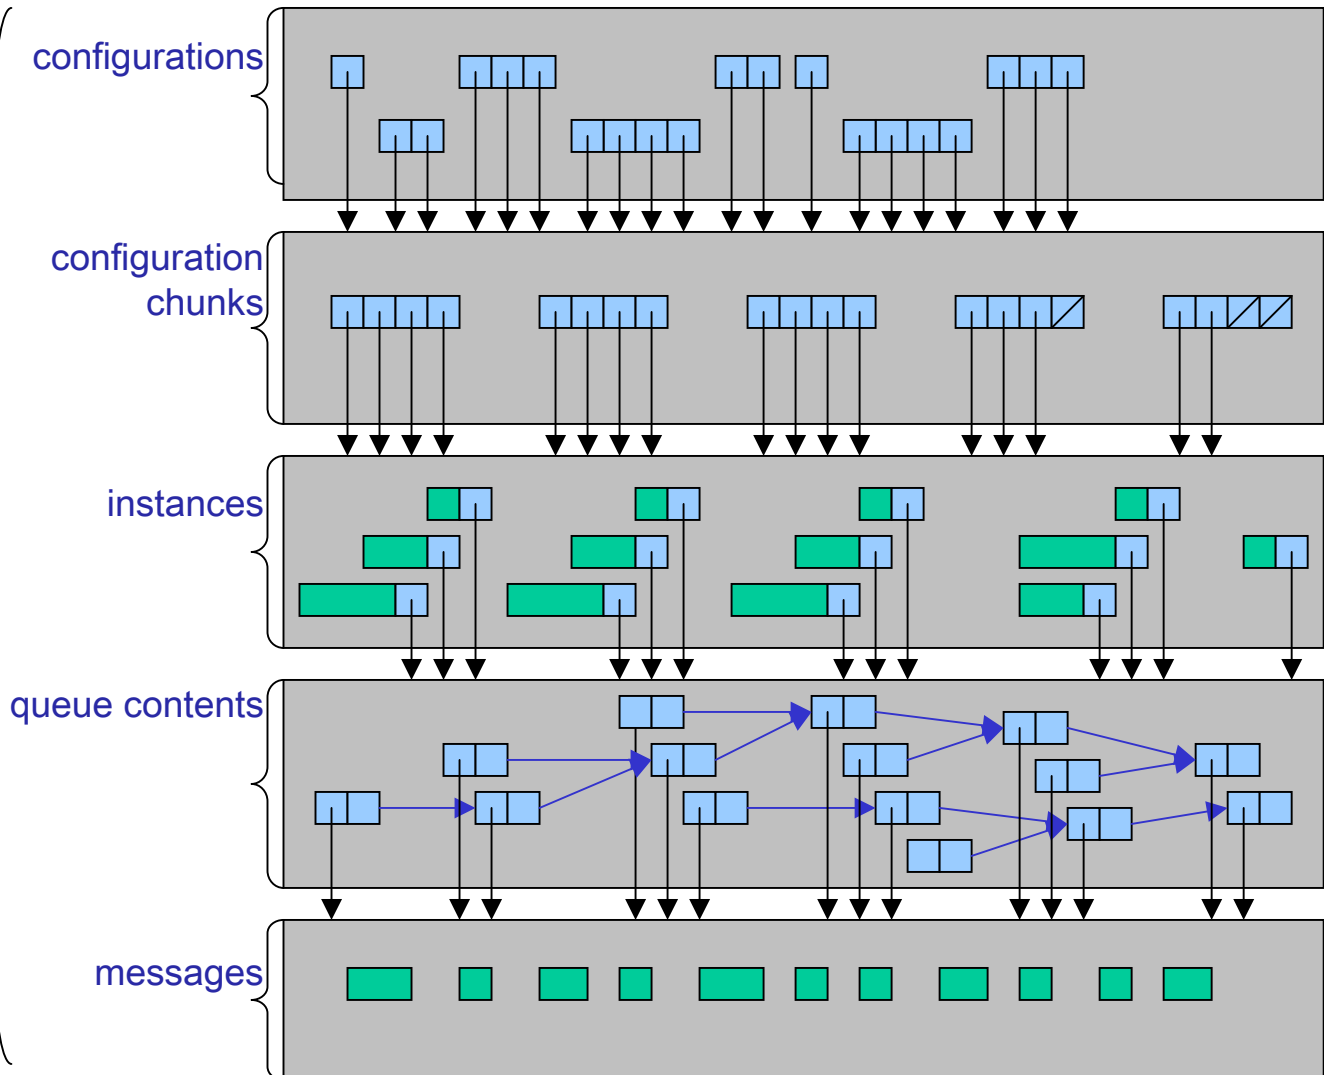 configurations
configuration
chunks
instances
queue contents
messages